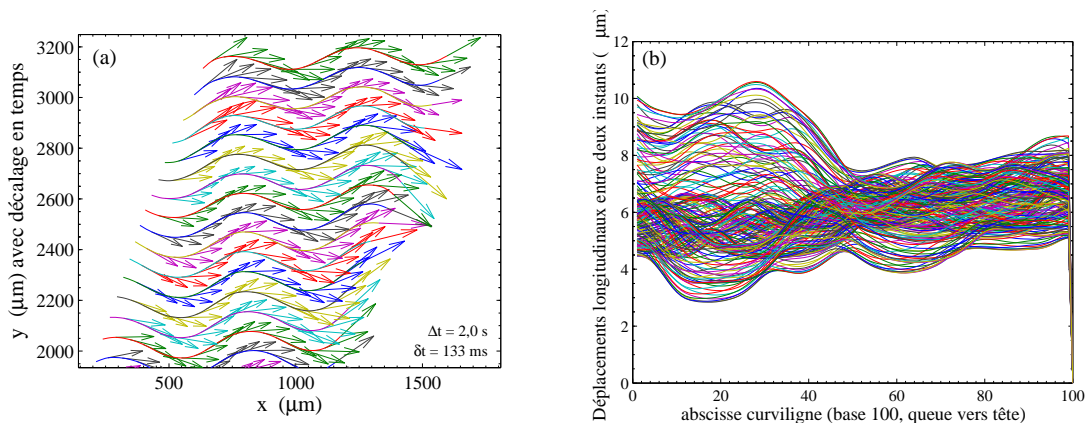 (a)
3200
3000
2800
2600
2400
2200
2000
y (µm) avec décalage en temps
500
1000
1500
x (µm)
Δt = 2,0 s
δt = 133 ms
(b)
12
10
8
6
4
2
0
Déplacements longitudinaux entre deux instants ( µm)
0
20
40
60
80
100
abscisse curviligne (base 100, queue vers tête)